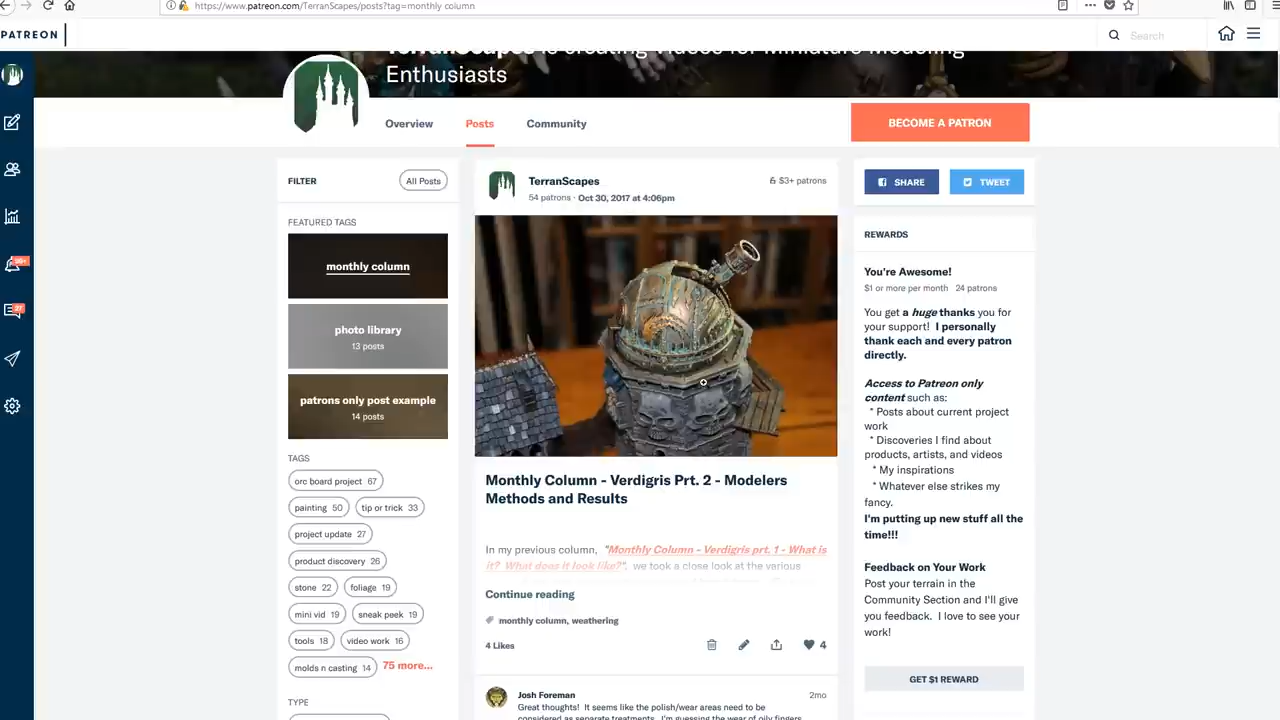 https://www.patreon.com/TerranScapes/posts?tag=monthly column
PATREON
Search
TerranScapes is creating Videos for Miniature Modeling
Enthusiasts
Overview
Posts
Community
BECOME A PATRON
FILTER
All Posts
FEATURED TAGS
monthly column
photo library
13 posts
patrons only post example
14 posts
TAGS
orc board project 67
painting 50
tip or trick 33
project update 27
product discovery 26
stone 22
foliage 19
mini vid 19
sneak peek 19
tools 18
video work 16
molds n casting 14
75 more...
TYPE
TerranScapes
54 patrons · Oct 30, 2017 at 4:06pm
$3+ patrons
Monthly Column - Verdigris Prt. 2 - Modelers
Methods and Results
In my previous column, "Monthly Column - Verdigris prt. 1 - What is
it? What does it look like?", we took a close look at the various
Continue reading
monthly column, weathering
4 Likes
4
Josh Foreman
2mo
Great thoughts! It seems like the polish/wear areas need to be
considered as separate treatments. I'm guessing the wear of oily fingers
SHARE
TWEET
REWARDS
You're Awesome!
$1 or more per month 24 patrons
You get a huge thanks you for
your support! I personally
thank each and every patron
directly.
Access to Patreon only
content such as:
* Posts about current project
work
* Discoveries I find about
products, artists, and videos
* My inspirations
* Whatever else strikes my
fancy.
I'm putting up new stuff all the
time!!!
Feedback on Your Work
Post your terrain in the
Community Section and I'll give
you feedback. I love to see your
work!
GET $1 REWARD